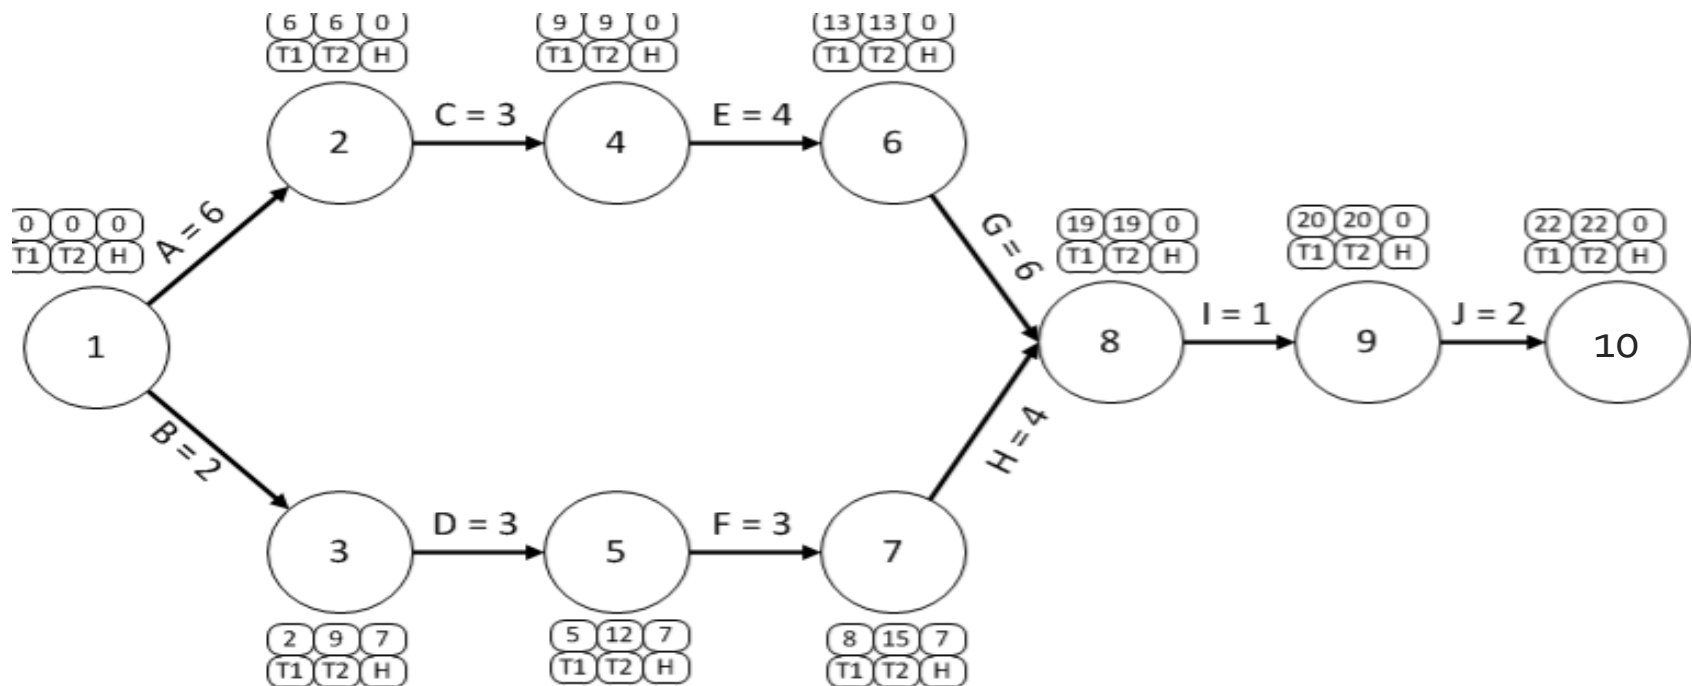 6 6 0
T1 T2 H
9 9 0
T1 T2 H
13 13 0
T1 T2 H
2
C = 3
4
E = 4
6
0 0 0
T1 T2 H
A = 6
G = 6
19 19 0
T1 T2 H
20 20 0
T1 T2 H
22 22 0
T1 T2 H
1
8
I = 1
9
J = 2
10
B = 2
H = 4
3
D = 3
5
F = 3
7
2 9 7
T1 T2 H
5 12 7
T1 T2 H
8 15 7
T1 T2 H